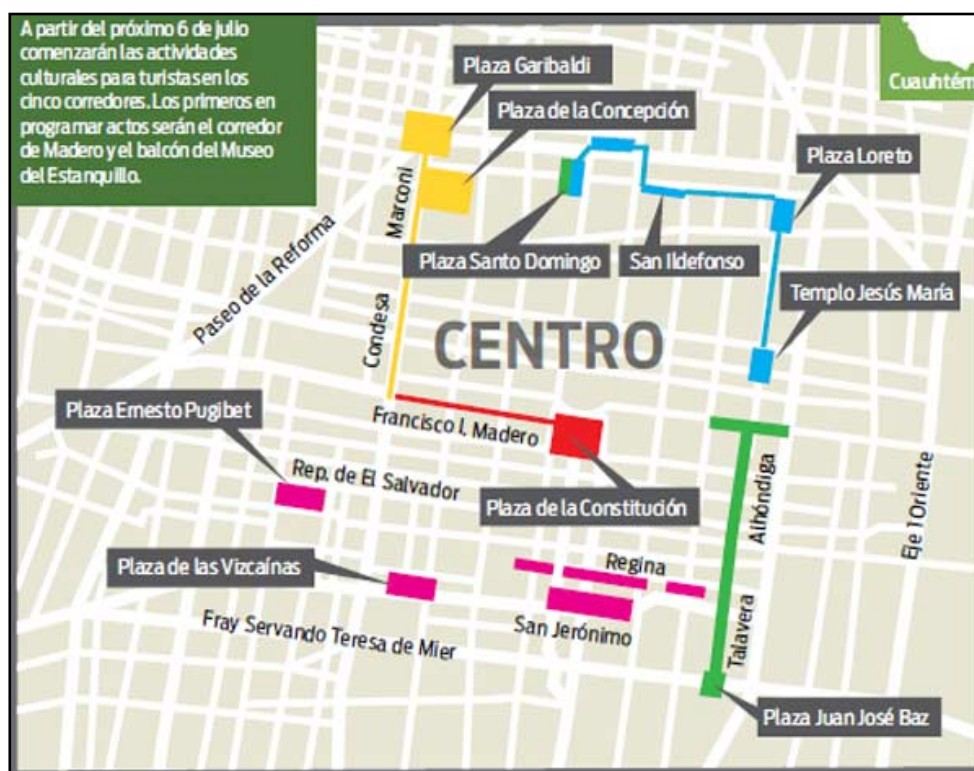 A partir del próximo 6 de julio
comenzarán las actividades
culturales para turistas en los
cinco corredores. Los primeros en
programar actos serán el corredor
de Madero y el balcón del Museo
del Estanquillo.
Plaza Garibaldi
Plaza de la Concepción
Plaza Loreto
Marconi
Plaza Santo Domingo
San Ildefonso
Paseo de la Reforma
Templo Jesús María
Condesa
CENTRO
Plaza Ernesto Pugibet
Francisco I. Madero
Rep. de El Salvador
Plaza de la Constitución
Alhóndiga
Eje 1 Oriente
Plaza de las Vizcaínas
Regina
Fray Servando Teresa de Mier
San Jerónimo
Talavera
Plaza Juan José Baz